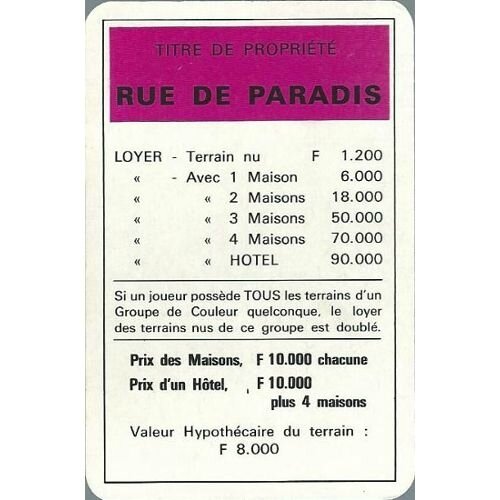 TITRE DE PROPRIÉTÉ
RUE DE PARADIS
LOYER - Terrain nu F 1.200
« - Avec 1 Maison 6.000
« « 2 Maisons 18.000
« « 3 Maisons 50.000
« « 4 Maisons 70.000
« « HOTEL 90.000
Si un joueur possède TOUS les terrains d'un
Groupe de Couleur quelconque, le loyer
des terrains nus de ce groupe est doublé.
Prix des Maisons, F 10.000 chacune
Prix d'un Hôtel, F 10.000
plus 4 maisons
Valeur Hypothécaire du terrain :
F 8.000